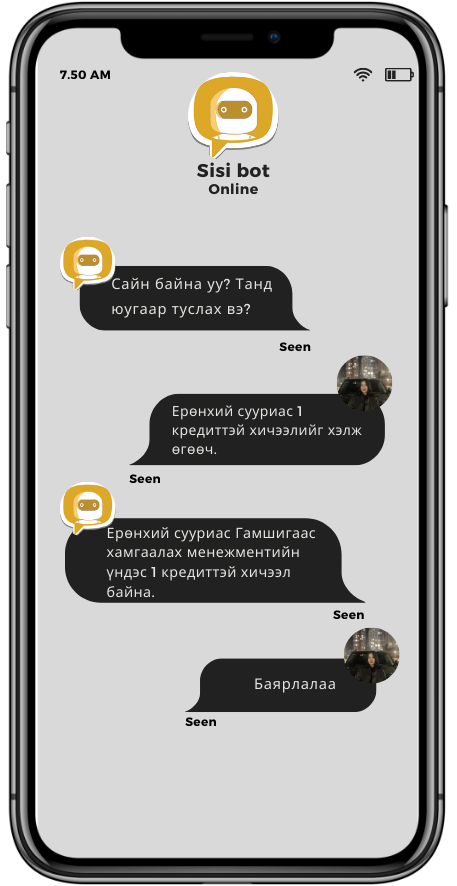 7.50 AM
Sisi bot
Online
Сайн байна уу? Танд
юугаар туслах вэ?
Seen
Ерөнхий сууриас 1
кредиттэй хичээлийг хэлж
өгөөч.
Seen
Ерөнхий сууриас Гамшигаас
хамгаалах менежментийн
үндэс 1 кредиттэй хичээл
байна.
Seen
Баярлалаа
Seen